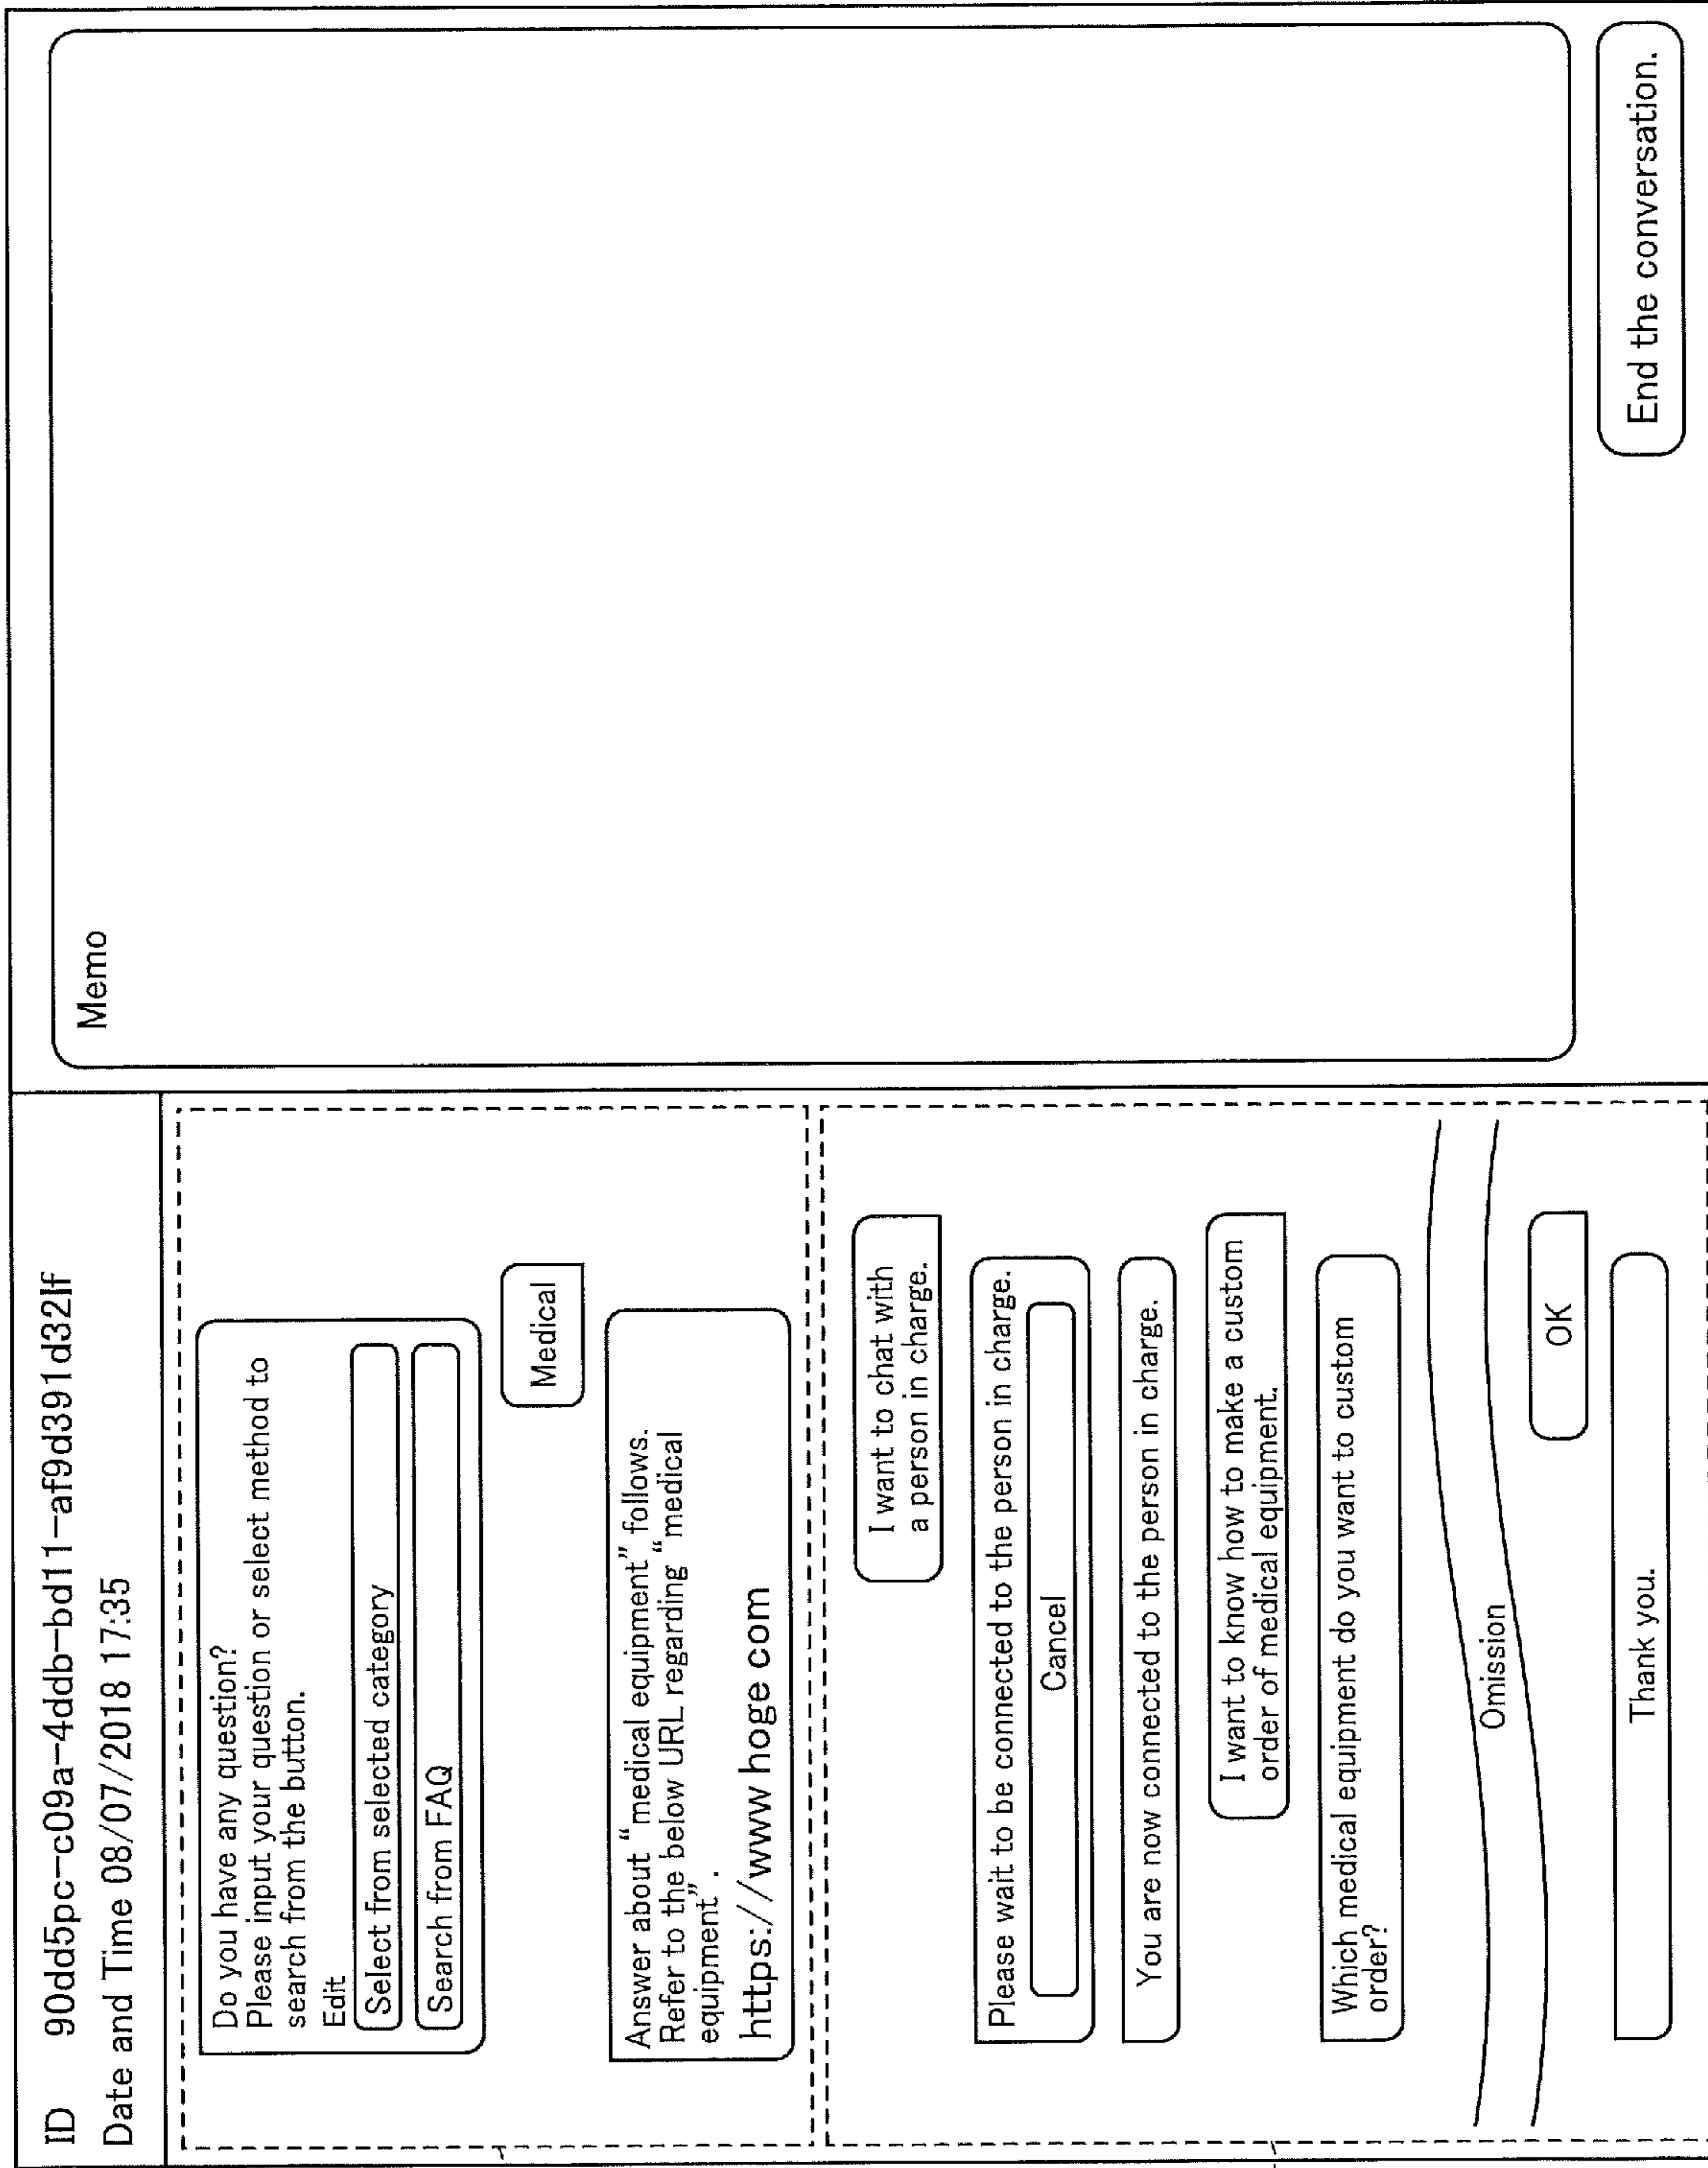 ID 90dd5pc-c09a-4ddb-bd11-af9d391d32lf
Date and Time 08/07/2018 17:35
Do you have any question?
Please input your question or select method to
search from the button.
Edit
Select from selected category
Search from FAQ
Medical
Answer about “medical equipment” follows.
Refer to the below URL regarding “medical
equipment”.
https://www hoge com
I want to chat with
a person in charge.
Please wait to be connected to the person in charge.
Cancel
You are now connected to the person in charge.
I want to know how to make a custom
order of medical equipment.
Which medical equipment do you want to custom
order?
Omission
OK
Thank you.
Memo
End the conversation.